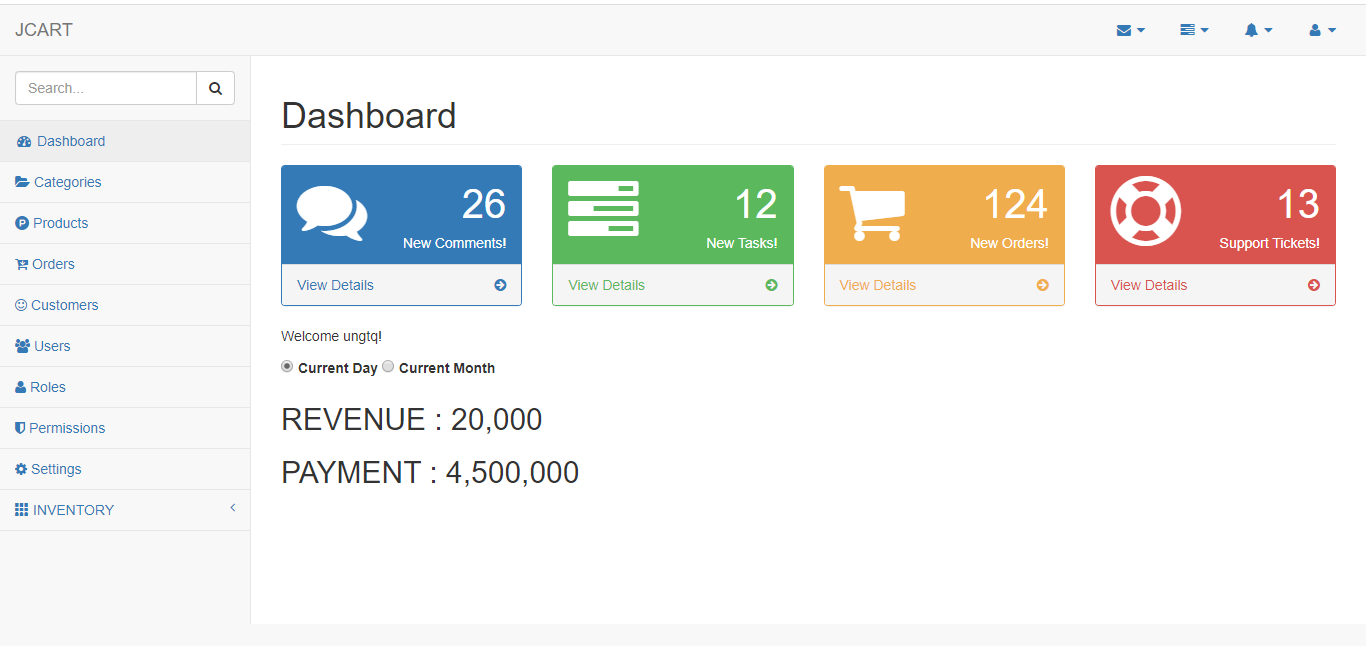 JCART
Search...
Dashboard
Categories
Products
Orders
Customers
Users
Roles
Permissions
Settings
INVENTORY
Dashboard
26
New Comments!
View Details
12
New Tasks!
View Details
124
New Orders!
View Details
13
Support Tickets!
View Details
Welcome ungtq!
Current Day Current Month
REVENUE : 20,000
PAYMENT : 4,500,000